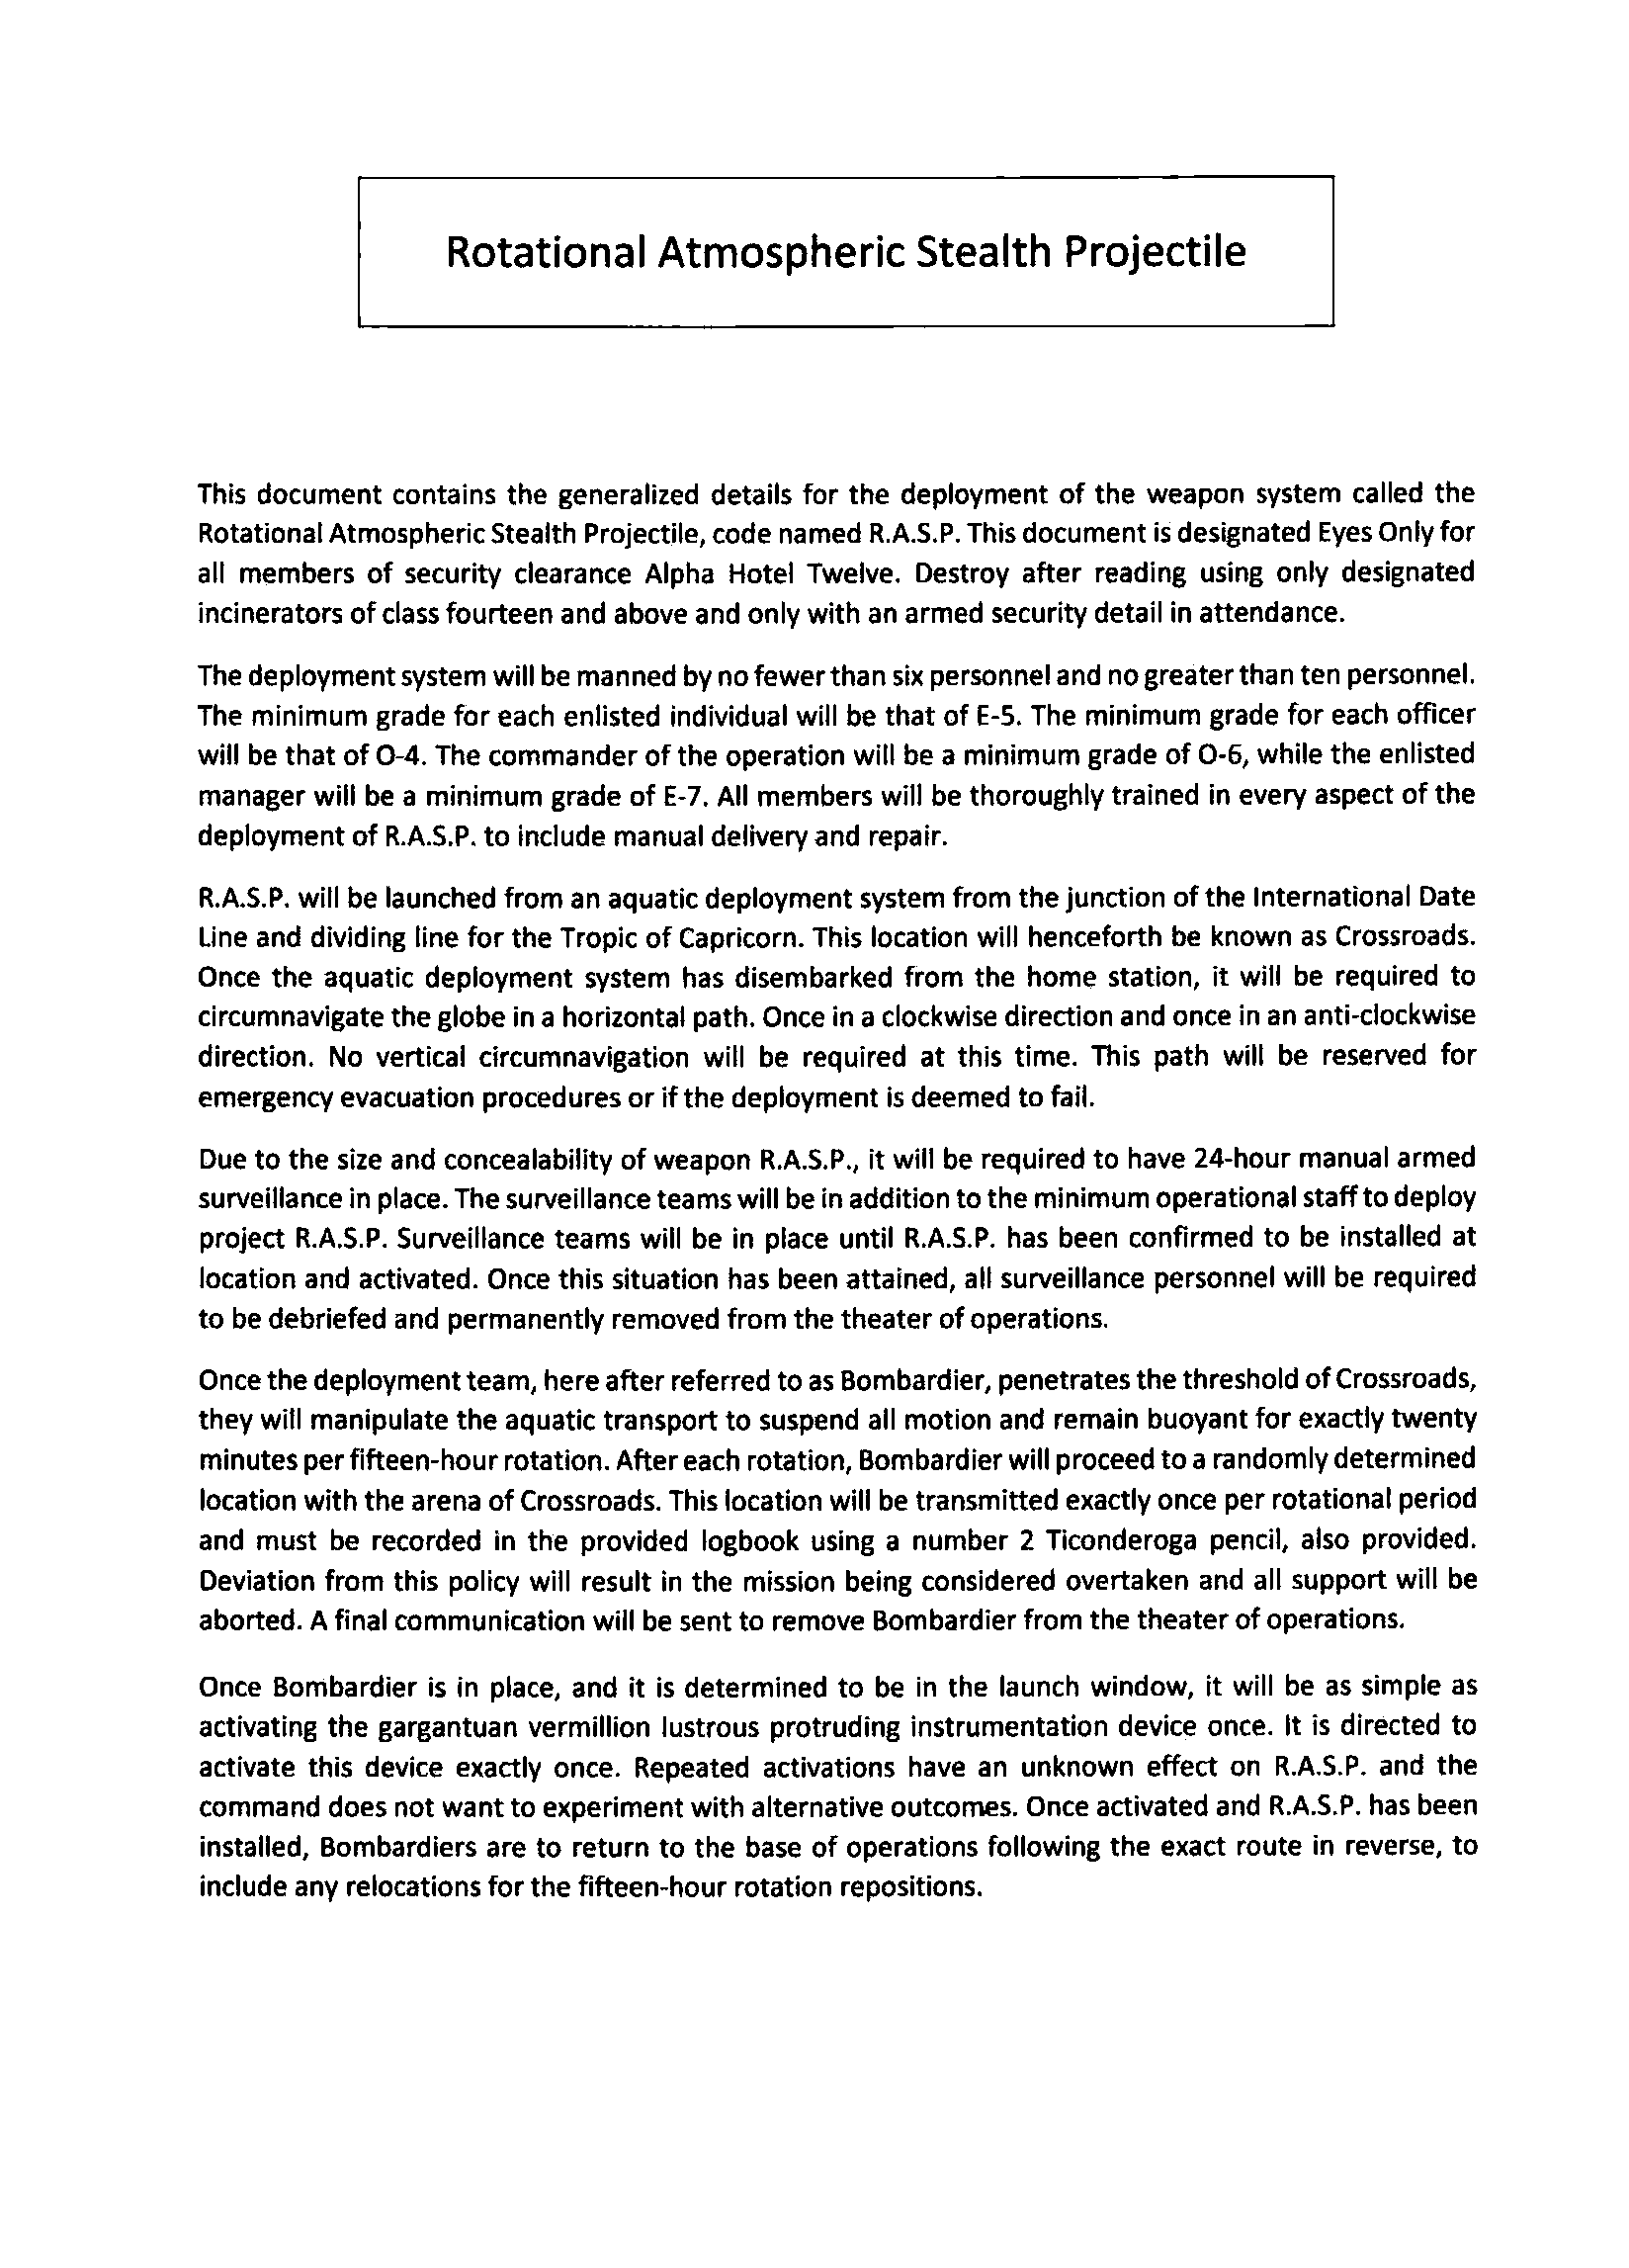 Rotational Atmospheric Stealth Projectile
This document contains the generalized details for the deployment of the weapon system called the
Rotational Atmospheric Stealth Projectile, code named R.A.S.P. This document is designated Eyes Only for
all members of security clearance Alpha Hotel Twelve. Destroy after reading using only designated
incinerators of class fourteen and above and only with an armed security detail in attendance.
The deployment system will be manned by no fewer than six personnel and no greater than ten personnel.
The minimum grade for each enlisted individual will be that of E-5. The minimum grade for each officer
will be that of O-4. The commander of the operation will be a minimum grade of O-6, while the enlisted
manager will be a minimum grade of E-7. All members will be thoroughly trained in every aspect of the
deployment of R.A.S.P. to include manual delivery and repair.
R.A.S.P. will be launched from an aquatic deployment system from the junction of the International Date
Line and dividing line for the Tropic of Capricorn. This location will henceforth be known as Crossroads.
Once the aquatic deployment system has disembarked from the home station, it will be required to
circumnavigate the globe in a horizontal path. Once in a clockwise direction and once in an anti-clockwise
direction. No vertical circumnavigation will be required at this time. This path will be reserved for
emergency evacuation procedures or if the deployment is deemed to fail.
Due to the size and concealability of weapon R.A.S.P., it will be required to have 24-hour manual armed
surveillance in place. The surveillance teams will be in addition to the minimum operational staff to deploy
project R.A.S.P. Surveillance teams will be in place until R.A.S.P. has been confirmed to be installed at
location and activated. Once this situation has been attained, all surveillance personnel will be required
to be debriefed and permanently removed from the theater of operations.
Once the deployment team, here after referred to as Bombardier, penetrates the threshold of Crossroads,
they will manipulate the aquatic transport to suspend all motion and remain buoyant for exactly twenty
minutes per fifteen-hour rotation. After each rotation, Bombardier will proceed to a randomly determined
location with the arena of Crossroads. This location will be transmitted exactly once per rotational period
and must be recorded in the provided logbook using a number 2 Ticonderoga pencil, also provided.
Deviation from this policy will result in the mission being considered overtaken and all support will be
aborted. A final communication will be sent to remove Bombardier from the theater of operations.
Once Bombardier is in place, and it is determined to be in the launch window, it will be as simple as
activating the gargantuan vermillion lustrous protruding instrumentation device once. It is directed to
activate this device exactly once. Repeated activations have an unknown effect on R.A.S.P. and the
command does not want to experiment with alternative outcomes. Once activated and R.A.S.P. has been
installed, Bombardiers are to return to the base of operations following the exact route in reverse, to
include any relocations for the fifteen-hour rotation repositions.